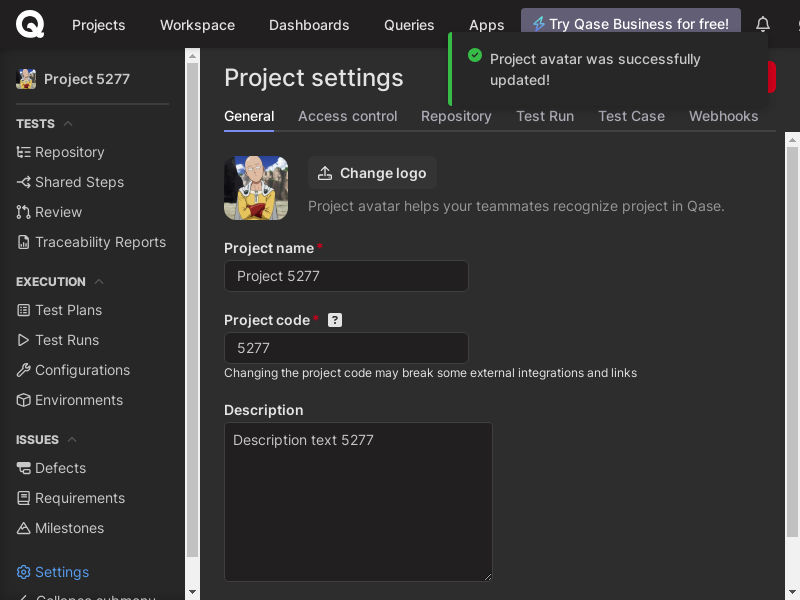 Projects
Workspace
Dashboards
Queries
Apps
Try Qase Business for free!
Project avatar was successfully
updated!
Project 5277
TESTS
Repository
Shared Steps
Review
Traceability Reports
EXECUTION
Test Plans
Test Runs
Configurations
Environments
ISSUES
Defects
Requirements
Milestones
Settings
Collapse submenu
Project settings
General
Access control
Repository
Test Run
Test Case
Webhooks
Change logo
Project avatar helps your teammates recognize project in Qase.
Project name *
Project 5277
Project code * ?
5277
Changing the project code may break some external integrations and links
Description
Description text 5277